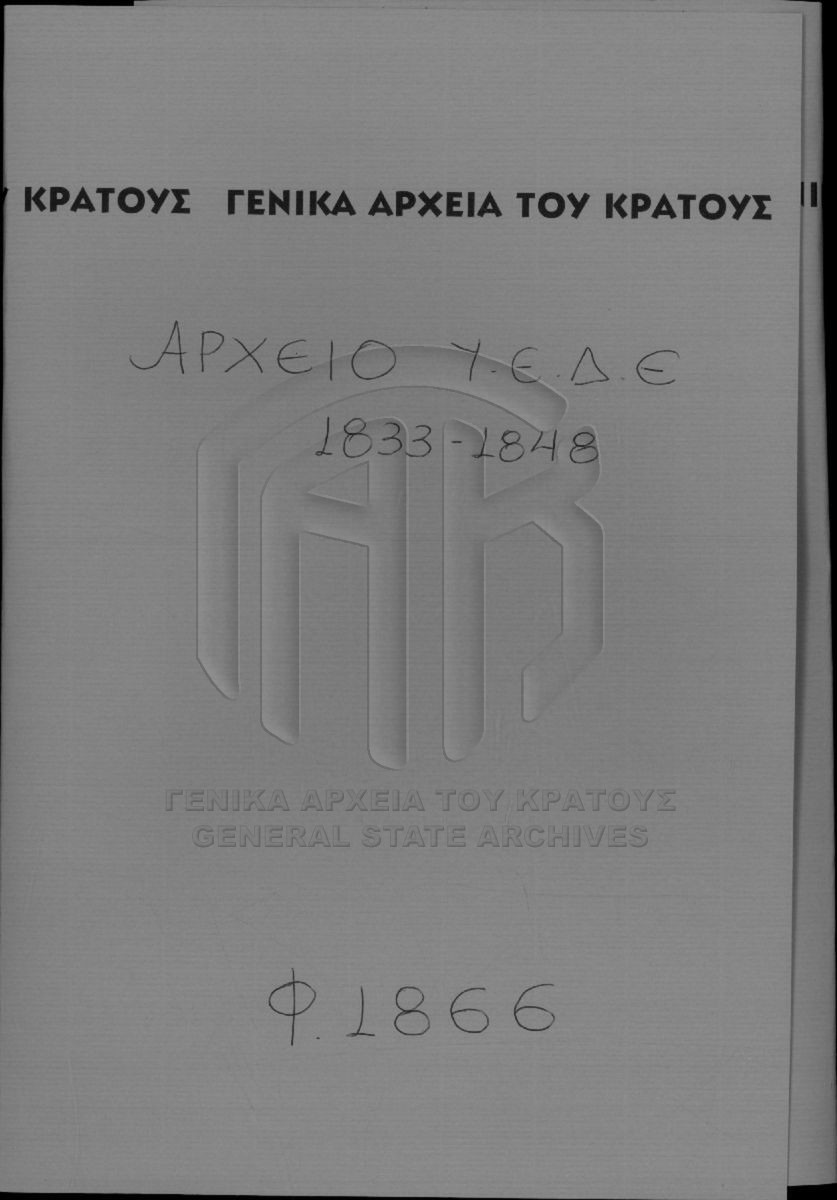 ΚΡΑΤΟΥΣ ΓΕΝΙΚΑ ΑΡΧΕΙΑ ΤΟΥ ΚΡΑΤΟΥΣ
ΑΡΧΕΙΟ Υ.Ε.Δ.Ε
1833-1848
ΓΕΝΙΚΑ ΑΡΧΕΙΑ ΤΟΥ ΚΡΑΤΟΥΣ
GENERAL STATE ARCHIVES
Φ.1866